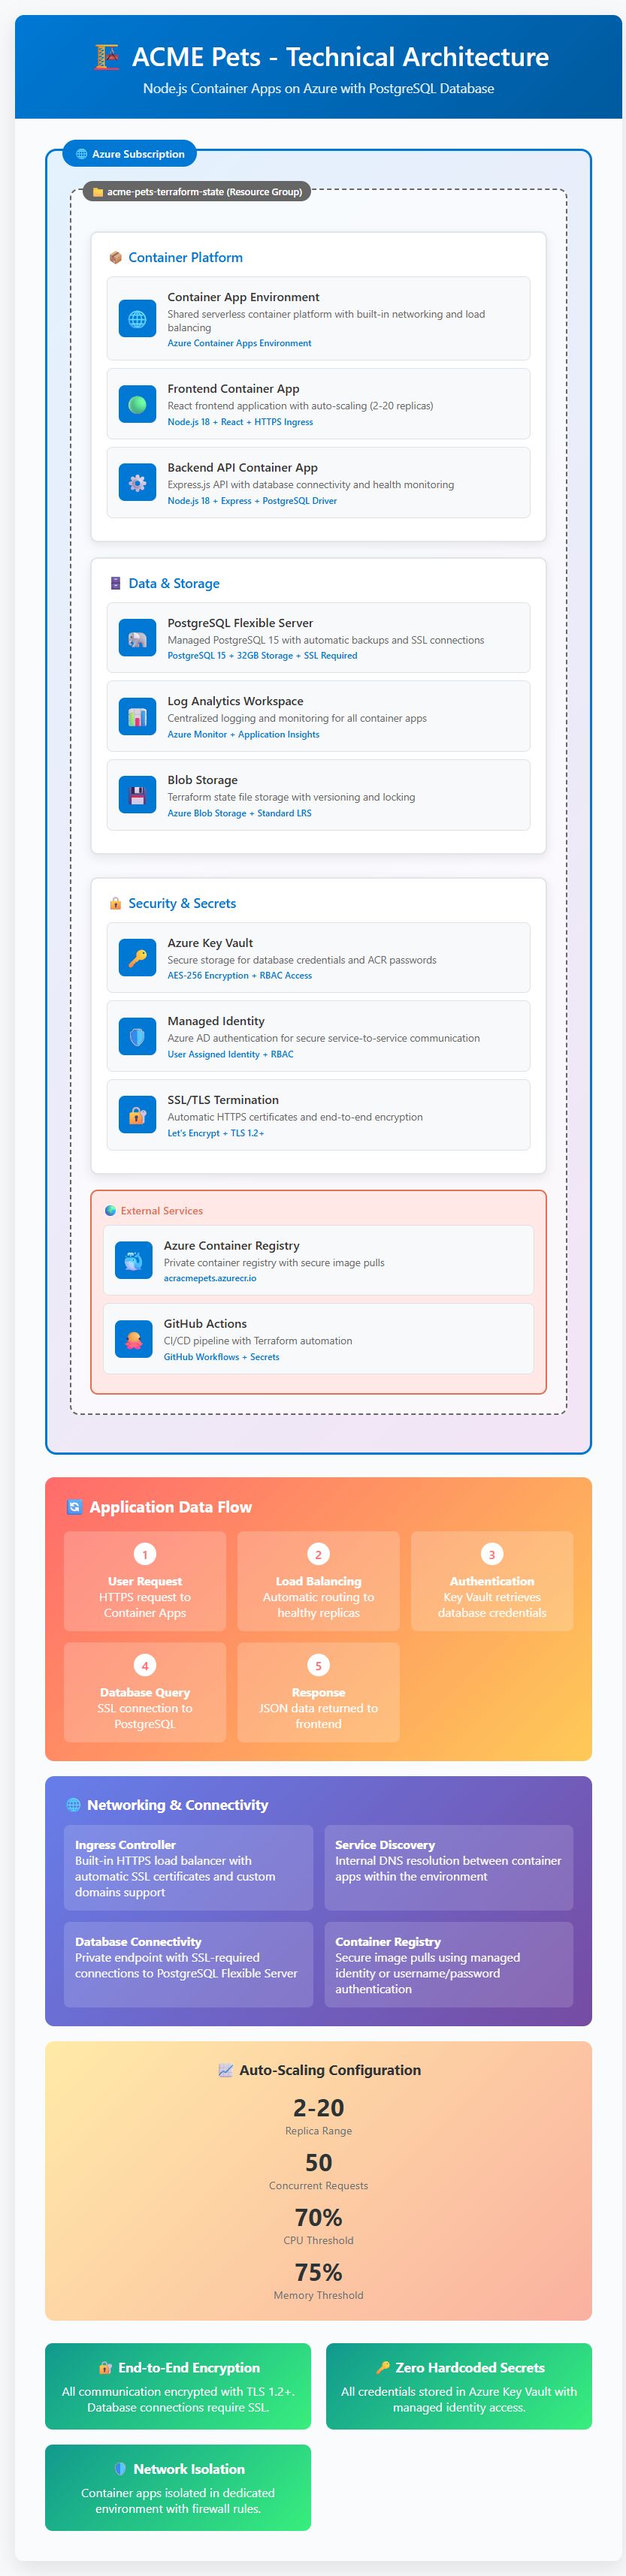 ACME Pets - Technical Architecture
Node.js Container Apps on Azure with PostgreSQL Database
Azure Subscription
acme-pets-terraform-state (Resource Group)
Container Platform
Container App Environment
Shared serverless container platform with built-in networking and load
balancing
Azure Container Apps Environment
Frontend Container App
React frontend application with auto-scaling (2-20 replicas)
Node.js 18 + React + HTTPS Ingress
Backend API Container App
Express.js API with database connectivity and health monitoring
Node.js 18 + Express + PostgreSQL Driver
Data & Storage
PostgreSQL Flexible Server
Managed PostgreSQL 15 with automatic backups and SSL connections
PostgreSQL 15 + 32GB Storage + SSL Required
Log Analytics Workspace
Centralized logging and monitoring for all container apps
Azure Monitor + Application Insights
Blob Storage
Terraform state file storage with versioning and locking
Azure Blob Storage + Standard LRS
Security & Secrets
Azure Key Vault
Secure storage for database credentials and ACR passwords
AES-256 Encryption + RBAC Access
Managed Identity
Azure AD authentication for secure service-to-service communication
User Assigned Identity + RBAC
SSL/TLS Termination
Automatic HTTPS certificates and end-to-end encryption
Let's Encrypt + TLS 1.2+
External Services
Azure Container Registry
Private container registry with secure image pulls
acracmepets.azurecr.io
GitHub Actions
CI/CD pipeline with Terraform automation
GitHub Workflows + Secrets
Application Data Flow
1
User Request
HTTPS request to
Container Apps
2
Load Balancing
Automatic routing to
healthy replicas
3
Authentication
Key Vault retrieves
database credentials
4
Database Query
SSL connection to
PostgreSQL
5
Response
JSON data returned to
frontend
Networking & Connectivity
Ingress Controller
Built-in HTTPS load balancer with
automatic SSL certificates and custom
domains support
Service Discovery
Internal DNS resolution between container
apps within the environment
Database Connectivity
Private endpoint with SSL-required
connections to PostgreSQL Flexible Server
Container Registry
Secure image pulls using managed
identity or username/password
authentication
Auto-Scaling Configuration
2-20
Replica Range
50
Concurrent Requests
70%
CPU Threshold
75%
Memory Threshold
End-to-End Encryption
All communication encrypted with TLS 1.2+.
Database connections require SSL.
Zero Hardcoded Secrets
All credentials stored in Azure Key Vault with
managed identity access.
Network Isolation
Container apps isolated in dedicated
environment with firewall rules.